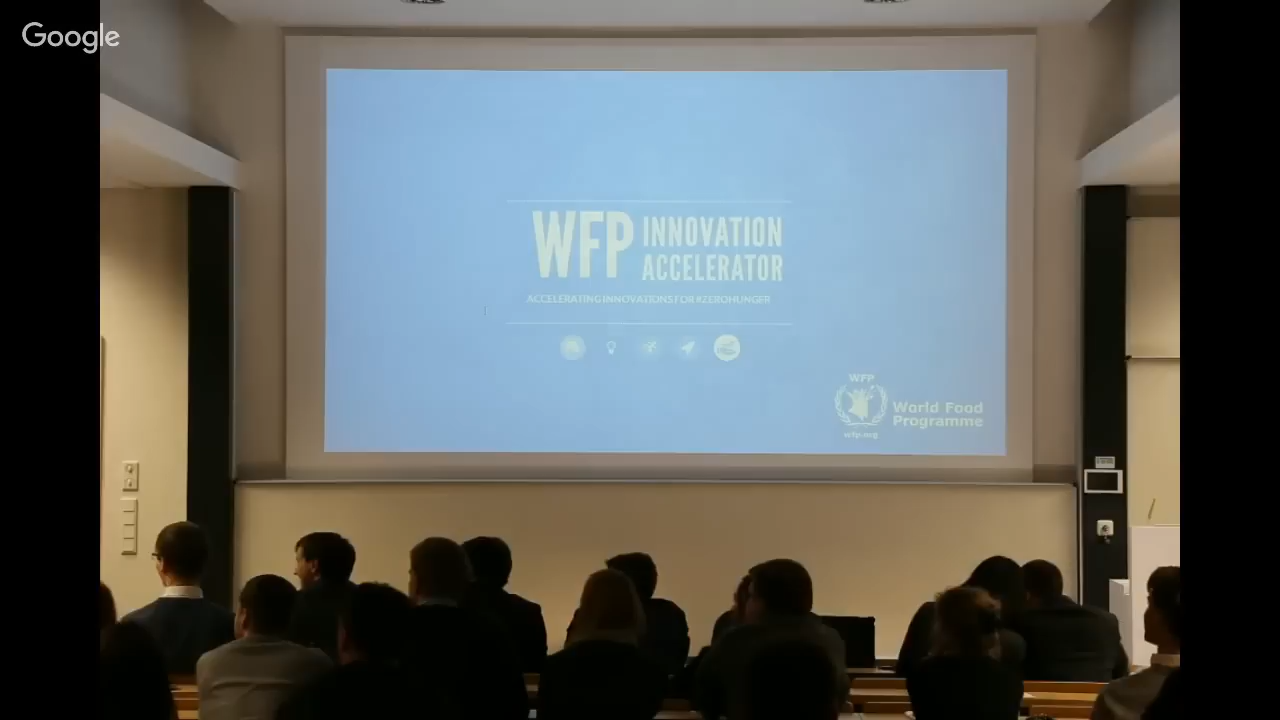 Google
WFP INNOVATION
ACCELERATOR
ACCELERATING INNOVATIONS FOR #ZEROHUNGER
WFP
wfp.org
World Food
Programme